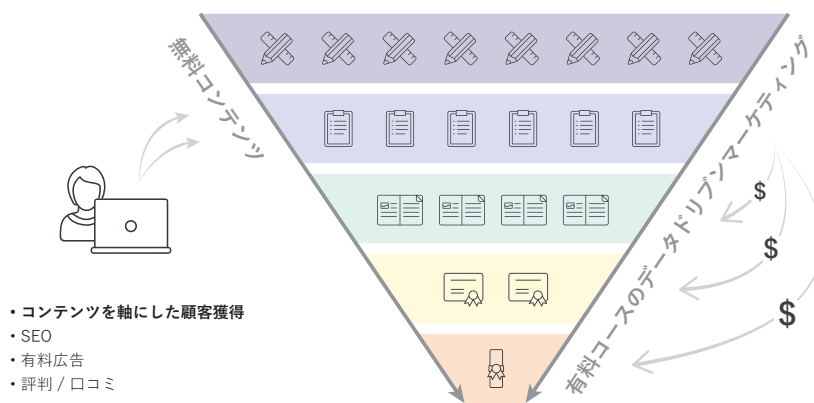 無料コンテンツ
有料コースのデータドリブンマーケティング
$
$
$
• コンテンツを軸にした顧客獲得
• SEO
• 有料広告
• 評判 / 口コミ